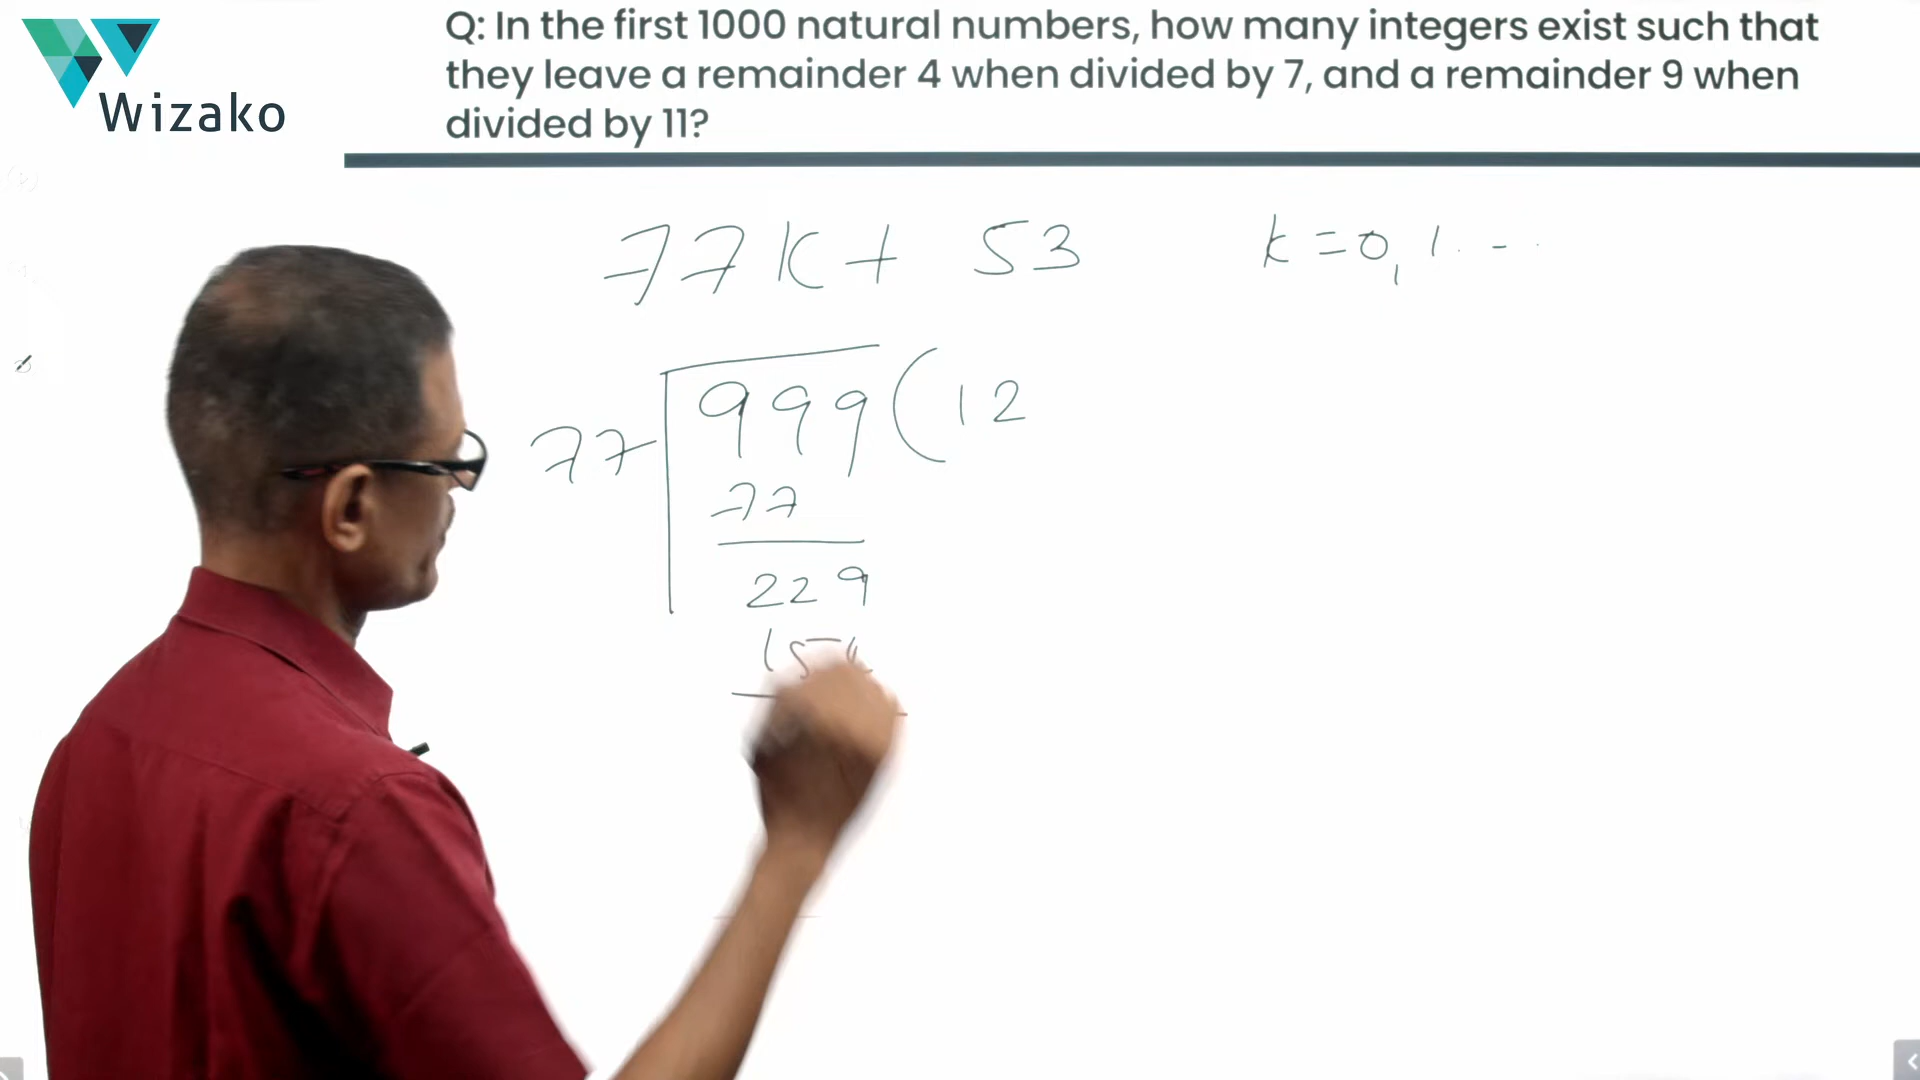 Wizako
Q: In the first 1000 natural numbers, how many integers exist such that
they leave a remainder 4 when divided by 7, and a remainder 9 when
divided by 11?
77K+ 53
k=0,1..-.
77
999(12
77
229